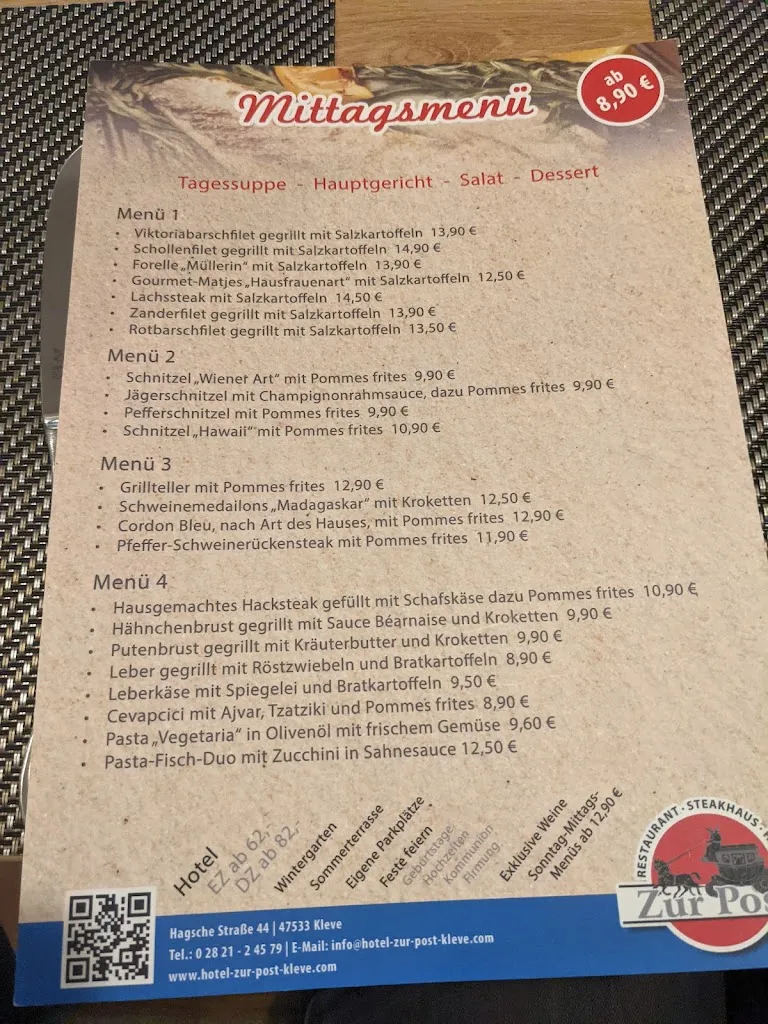 Mittagsmenü
ab
8,90 €
Tagessuppe - Hauptgericht - Salat - Dessert
Menü 1
• Viktoriabarschfilet gegrillt mit Salzkartoffeln 13,90 €
• Schollenfilet gegrillt mit Salzkartoffeln 14,90 €
• Forelle „Müllerin" mit Salzkartoffeln 13,90 €
• Gourmet-Matjes „Hausfrauenart" mit Salzkartoffeln 12,50 €
• Lachssteak mit Salzkartoffeln 14,50 €
• Zanderfilet gegrillt mit Salzkartoffeln 13,90 €
• Rotbarschfilet gegrillt mit Salzkartoffeln 13,50 €
Menü 2
• Schnitzel „Wiener Art" mit Pommes frites 9,90 €
• Jägerschnitzel mit Champignonrahmsauce, dazu Pommes frites 9,90 €
• Pefferschnitzel mit Pommes frites 9,90 €
• Schnitzel „Hawaii" mit Pommes frites 10,90 €
Menü 3
• Grillteller mit Pommes frites 12,90 €
• Schweinemedailons „Madagaskar" mit Kroketten 12,50 €
• Cordon Bleu, nach Art des Hauses, mit Pommes frites 12,90 €
• Pfeffer-Schweinerückensteak mit Pommes frites 11,90 €
Menü 4
• Hausgemachtes Hacksteak gefüllt mit Schafskäse dazu Pommes frites 10,90 €
• Hähnchenbrust gegrillt mit Sauce Béarnaise und Kroketten 9,90 €
• Putenbrust gegrillt mit Kräuterbutter und Kroketten 9,90 €
• Leber gegrillt mit Röstzwiebeln und Bratkartoffeln 8,90 €
• Leberkäse mit Spiegelei und Bratkartoffeln 9,50 €
• Cevapcici mit Ajvar, Tzatziki und Pommes frites 8,90 €
• Pasta „Vegetaria" in Olivenöl mit frischem Gemüse 9,60 €
• Pasta-Fisch-Duo mit Zucchini in Sahnesauce 12,50 €
Hotel
EZ ab 62,-
DZ ab 82,-
Wintergarten
Sommerterrasse
Eigene Parkplätze
Feste feiern
Geburtstage
Hochzeiten
Kommunion
Firmung
Exklusive Weine
Sonntag-Mittags-
Menüs ab 12,90 €
RESTAURANT · STEAKHAUS ·
Zur Pos
Hagsche Straße 44 | 47533 Kleve
Tel.: 0 28 21 - 2 45 79 | E-Mail: info@hotel-zur-post-kleve.com
www.hotel-zur-post-kleve.com